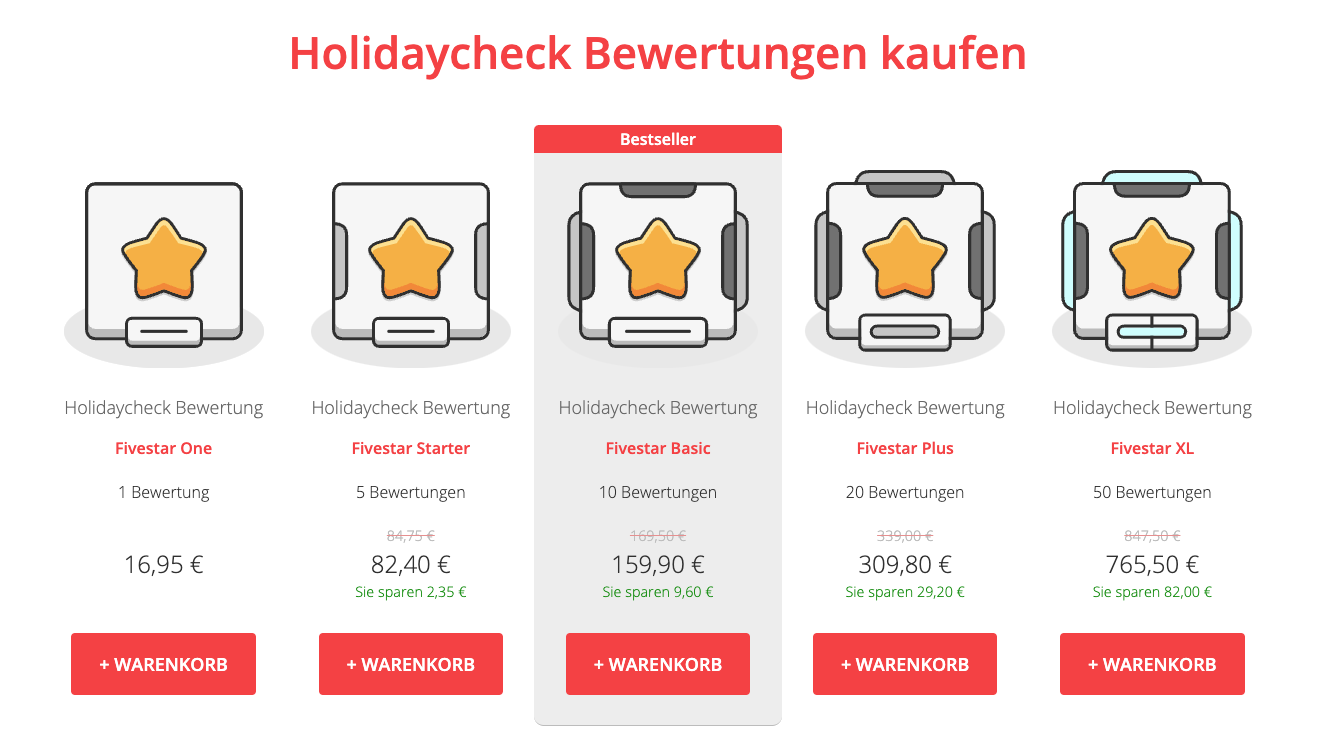 Holidaycheck Bewertungen kaufen
Bestseller
Holidaycheck Bewertung
Fivestar One
1 Bewertung
16,95 €
+ WARENKORB
Holidaycheck Bewertung
Fivestar Starter
5 Bewertungen
84,75 €
82,40 €
Sie sparen 2,35 €
+ WARENKORB
Holidaycheck Bewertung
Fivestar Basic
10 Bewertungen
169,50 €
159,90 €
Sie sparen 9,60 €
+ WARENKORB
Holidaycheck Bewertung
Fivestar Plus
20 Bewertungen
339,00 €
309,80 €
Sie sparen 29,20 €
+ WARENKORB
Holidaycheck Bewertung
Fivestar XL
50 Bewertungen
847,50 €
765,50 €
Sie sparen 82,00 €
+ WARENKORB